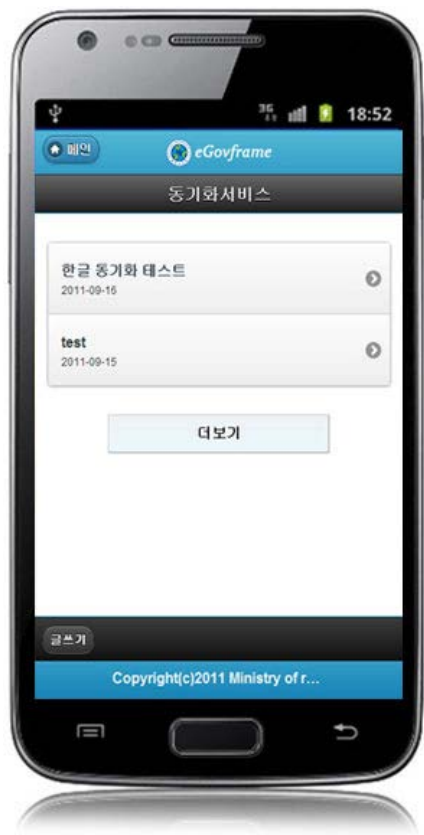 3G
18:52
메인
eGovframe
동기화서비스
한글 동기화 테스트
2011-09-16
test
2011-09-15
더보기
글쓰기
Copyright(c)2011 Ministry of r...